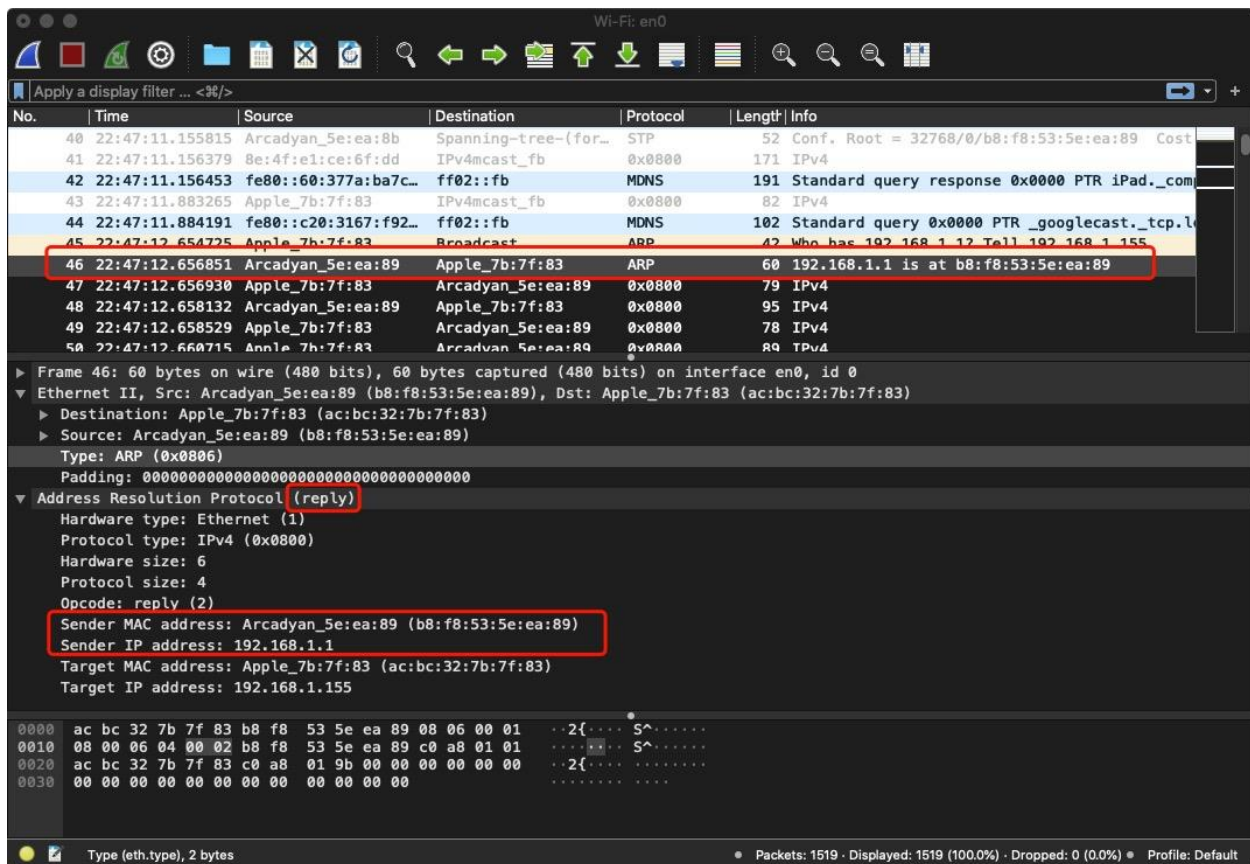 Wi-Fi: en0
Apply a display filter ... <⌘/>
No. Time Source Destination Protocol Length Info
40 22:47:11.155815 Arcadyan_5e:ea:8b Spanning-tree-(for… STP 52 Conf. Root = 32768/0/b8:f8:53:5e:ea:89 Cost
41 22:47:11.156379 8e:4f:e1:ce:6f:dd IPv4mcast_fb 0x0800 171 IPv4
42 22:47:11.156453 fe80::60:377a:ba7c… ff02::fb MDNS 191 Standard query response 0x0000 PTR iPad._com
43 22:47:11.883265 Apple_7b:7f:83 IPv4mcast_fb 0x0800 82 IPv4
44 22:47:11.884191 fe80::c20:3167:f92… ff02::fb MDNS 102 Standard query 0x0000 PTR _googlecast._tcp.l
45 22:47:12.654725 Apple_7b:7f:83 Broadcast ARP 42 Who has 192.168.1.1? Tell 192.168.1.155
46 22:47:12.656851 Arcadyan_5e:ea:89 Apple_7b:7f:83 ARP 60 192.168.1.1 is at b8:f8:53:5e:ea:89
47 22:47:12.656930 Apple_7b:7f:83 Arcadyan_5e:ea:89 0x0800 79 IPv4
48 22:47:12.658132 Arcadyan_5e:ea:89 Apple_7b:7f:83 0x0800 95 IPv4
49 22:47:12.658529 Apple_7b:7f:83 Arcadyan_5e:ea:89 0x0800 78 IPv4
50 22:47:12.660715 Apple_7b:7f:83 Arcadyan_5e:ea:89 0x0800 89 IPv4
Frame 46: 60 bytes on wire (480 bits), 60 bytes captured (480 bits) on interface en0, id 0
Ethernet II, Src: Arcadyan_5e:ea:89 (b8:f8:53:5e:ea:89), Dst: Apple_7b:7f:83 (ac:bc:32:7b:7f:83)
Destination: Apple_7b:7f:83 (ac:bc:32:7b:7f:83)
Source: Arcadyan_5e:ea:89 (b8:f8:53:5e:ea:89)
Type: ARP (0x0806)
Padding: 000000000000000000000000000000000000
Address Resolution Protocol (reply)
Hardware type: Ethernet (1)
Protocol type: IPv4 (0x0800)
Hardware size: 6
Protocol size: 4
Opcode: reply (2)
Sender MAC address: Arcadyan_5e:ea:89 (b8:f8:53:5e:ea:89)
Sender IP address: 192.168.1.1
Target MAC address: Apple_7b:7f:83 (ac:bc:32:7b:7f:83)
Target IP address: 192.168.1.155
0000 ac bc 32 7b 7f 83 b8 f8 53 5e ea 89 08 06 00 01 ··2{···· S^······
0010 08 00 06 04 00 02 b8 f8 53 5e ea 89 c0 a8 01 01 ········ S^······
0020 ac bc 32 7b 7f 83 c0 a8 01 9b 00 00 00 00 00 00 ··2{···· ········
0030 00 00 00 00 00 00 00 00 00 00 00 00 ········ ····
Type (eth.type), 2 bytes
Packets: 1519 · Displayed: 1519 (100.0%) · Dropped: 0 (0.0%)
Profile: Default